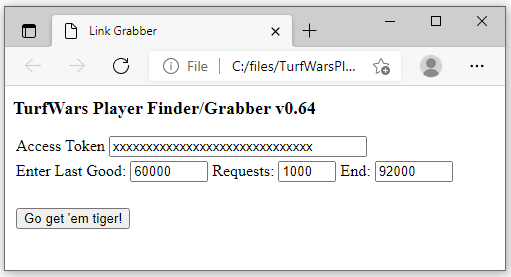 Link Grabber
File C:/files/TurfWarsPl...
TurfWars Player Finder/Grabber v0.64
Access Token xxxxxxxxxxxxxxxxxxxxxxxxxxxxxx
Enter Last Good: 60000 Requests: 1000 End: 92000
Go get 'em tiger!